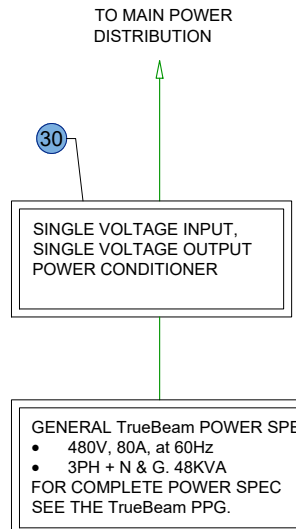 TO MAIN POWER
DISTRIBUTION
30
SINGLE VOLTAGE INPUT,
SINGLE VOLTAGE OUTPUT
POWER CONDITIONER
GENERAL TrueBeam POWER SPE
• 480V, 80A, at 60Hz
• 3PH + N & G. 48KVA
FOR COMPLETE POWER SPEC
SEE THE TrueBeam PPG.